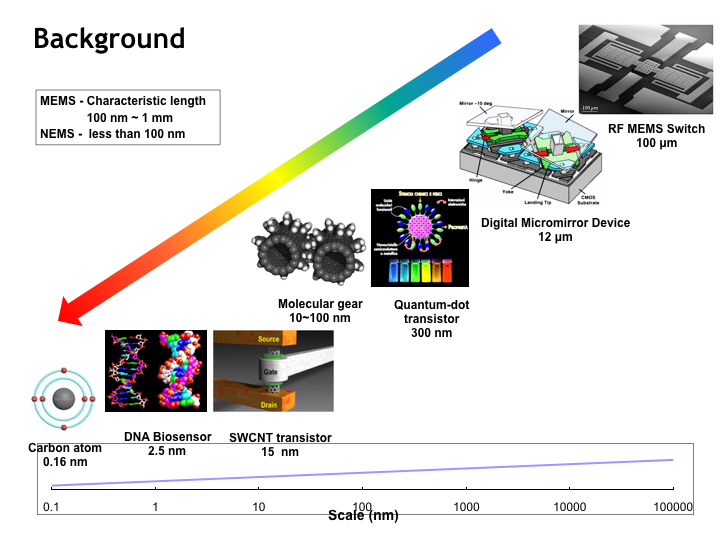 Background
MEMS - Characteristic length
100 nm ~ 1 mm
NEMS - less than 100 nm
100 µm
RF MEMS Switch
100 µm
Mirror –10 deg
Mirror
Hinge
Yoke
Landing Tip
CMOS
Substrate
Digital Micromirror Device
12 µm
Molecular gear
10~100 nm
Quantum-dot
transistor
300 nm
Source
Gate
Drain
Carbon atom
0.16 nm
DNA Biosensor
2.5 nm
SWCNT transistor
15 nm
0.1 1 10 100 1000 10000 100000
Scale (nm)